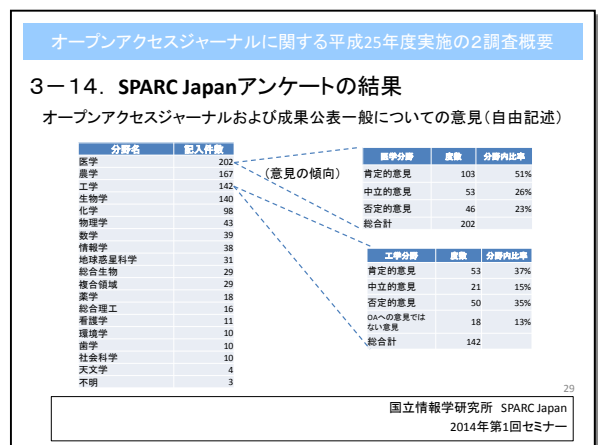 オープンアクセスジャーナルに関する平成25年度実施の2調査概要
3-14. SPARC Japanアンケートの結果
オープンアクセスジャーナルおよび成果公表一般についての意見(自由記述)
分野名 記入件数
医学 202
農学 167
工学 142
生物学 140
化学 98
物理学 43
数学 39
情報学 38
地球惑星科学 31
総合生物 29
複合領域 29
薬学 18
総合理工 16
看護学 11
環境学 10
歯学 10
社会科学 10
天文学 4
不明 3
(意見の傾向)
医学分野 度数 分野内比率
肯定的意見 103 51%
中立的意見 53 26%
否定的意見 46 23%
総合計 202
工学分野 度数 分野内比率
肯定的意見 53 37%
中立的意見 21 15%
否定的意見 50 35%
OAへの意見では
ない意見 18 13%
総合計 142
29
国立情報学研究所 SPARC Japan
2014年第1回セミナー